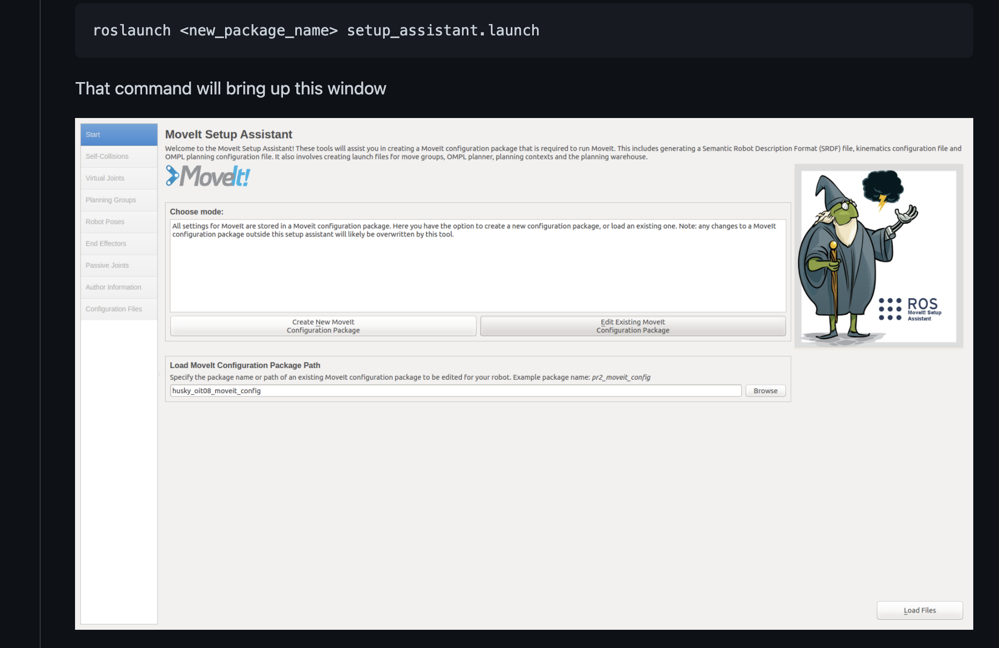 roslaunch <new_package_name> setup_assistant.launch
That command will bring up this window
Start
Self-Collisions
Virtual Joints
Planning Groups
Robot Poses
End Effectors
Passive Joints
Author Information
Configuration Files
MoveIt Setup Assistant
Welcome to the MoveIt Setup Assistant! These tools will assist you in creating a MoveIt configuration package that is required to run MoveIt. This includes generating a Semantic Robot Description Format (SRDF) file, kinematics configuration file and
OMPL planning configuration file. It also involves creating launch files for move groups, OMPL planner, planning contexts and the planning warehouse.
MoveIt!
Choose mode:
All settings for MoveIt are stored in a Moveit configuration package. Here you have the option to create a new configuration package, or load an existing one. Note: any changes to a MoveIt
configuration package outside this setup assistant will likely be overwritten by this tool.
Create New MoveIt
Configuration Package
Edit Existing MoveIt
Configuration Package
ROS
MoveIt! Setup
Assistant
Load MoveIt Configuration Package Path
Specify the package name or path of an existing MoveIt configuration package to be edited for your robot. Example package name: pr2_moveit_config
husky_oit08_moveit_config
Browse
Load Files